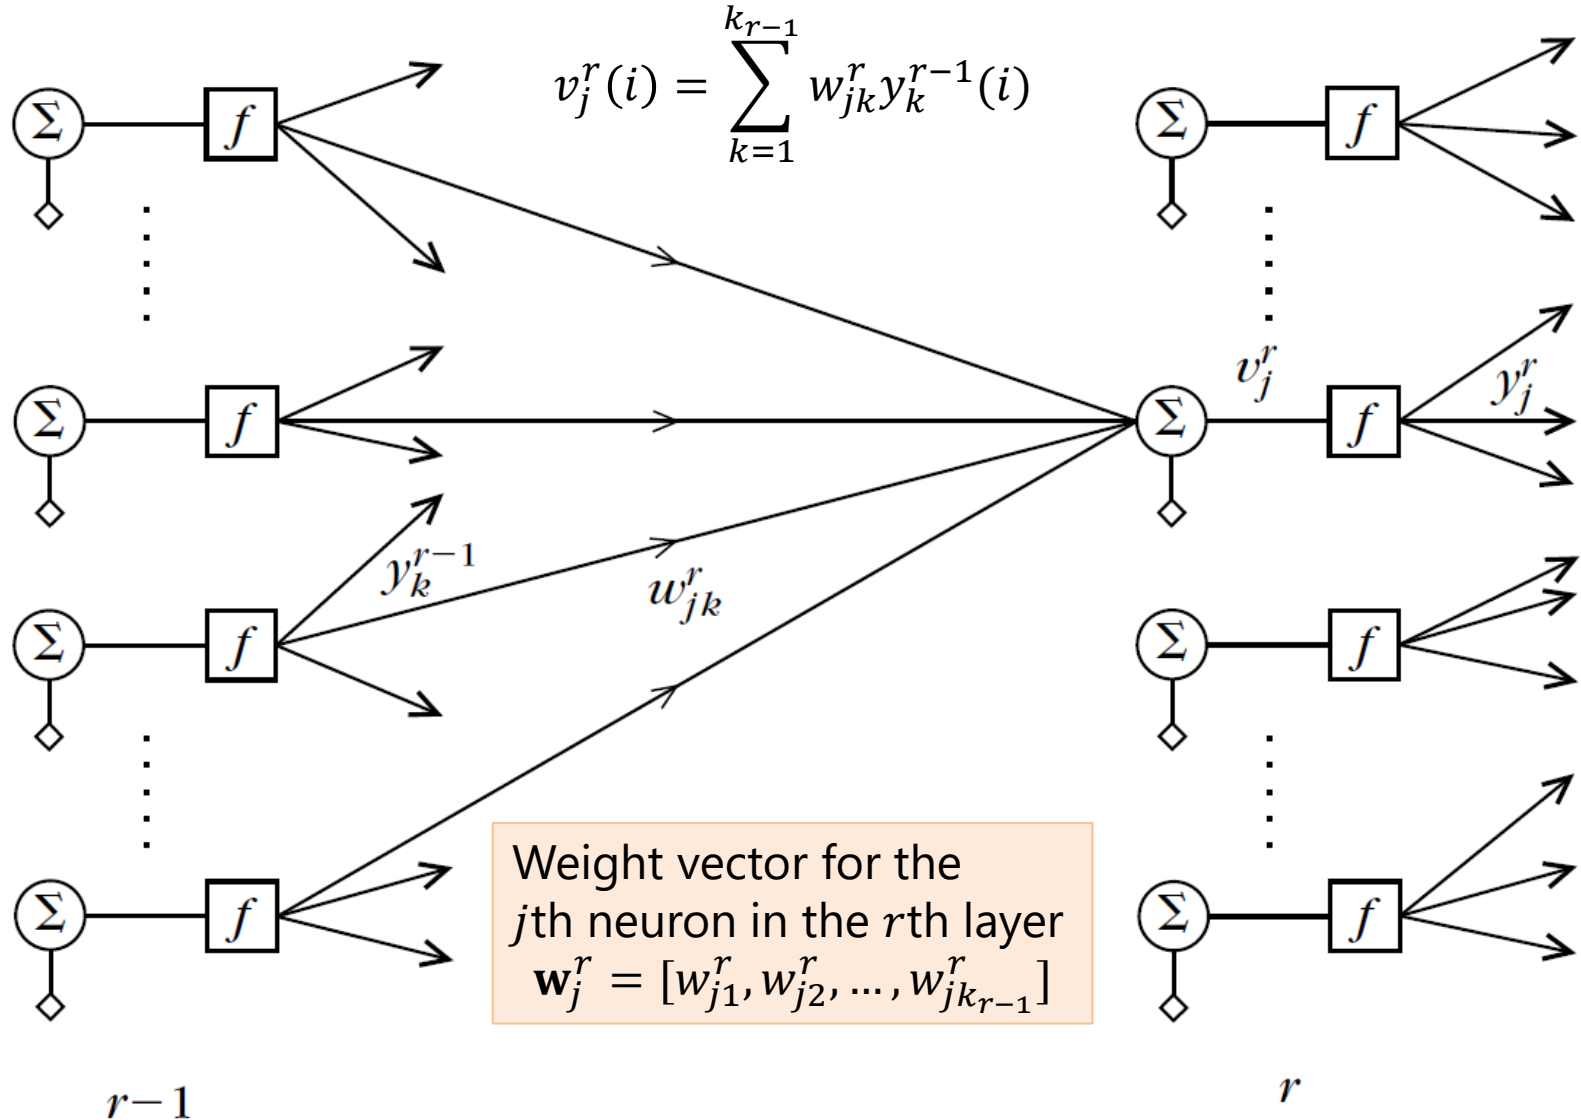 v_j^r(i) = \sum_{k=1}^{k_{r-1}} w_{jk}^r y_k^{r-1}(i)
Σ f Σ f
v_j^r y_j^r
Σ f Σ f
y_k^{r-1} w_{jk}^r
Σ f Σ f
Weight vector for the
jth neuron in the rth layer
𝐰_j^r = [w_{j1}^r, w_{j2}^r, …, w_{jk_{r-1}}^r]
Σ f Σ f
r−1 r